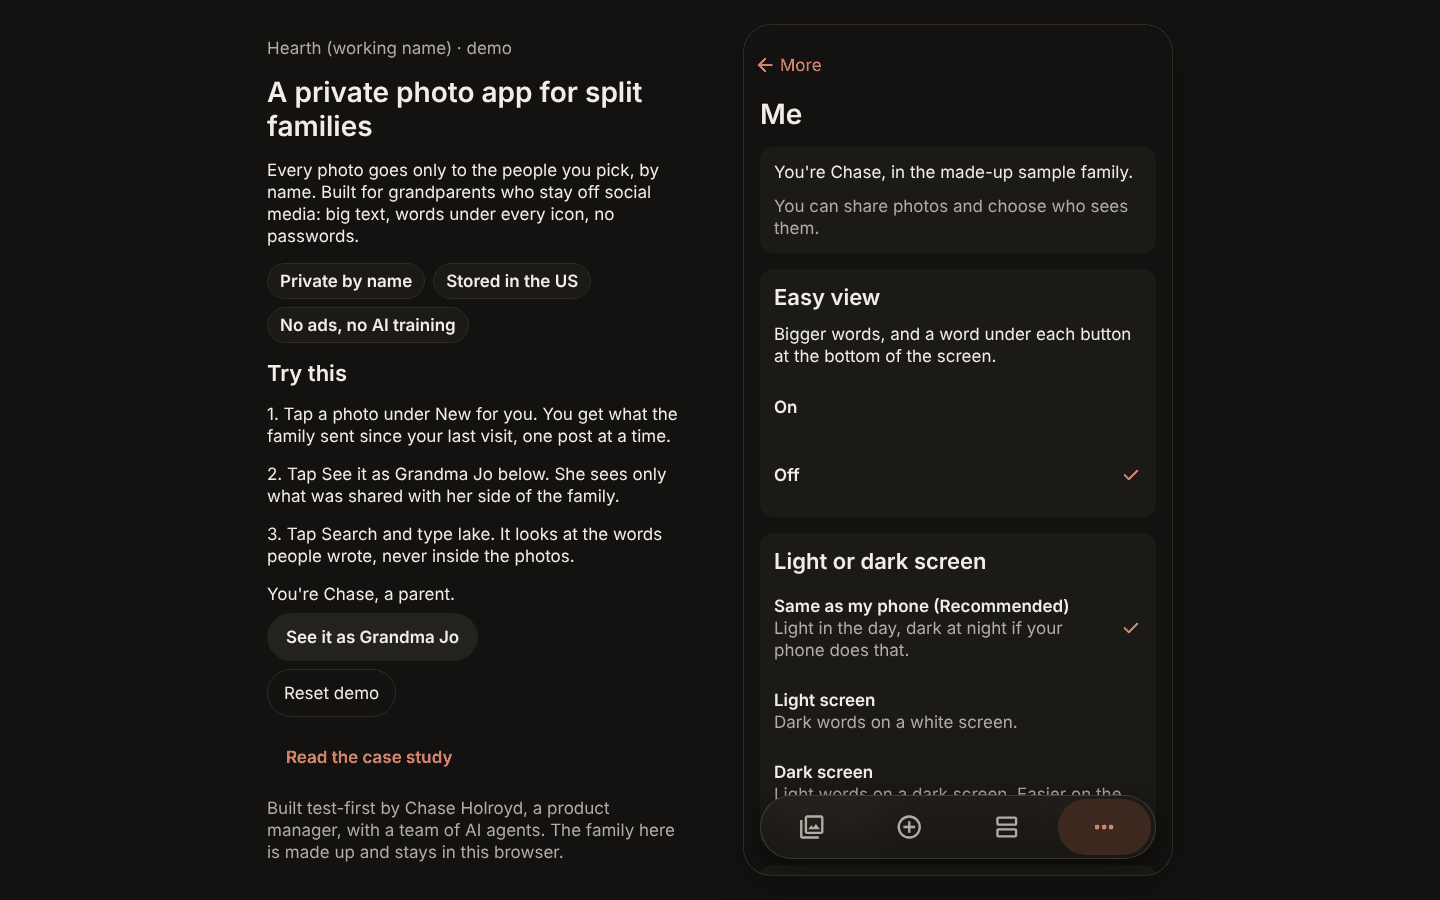 Hearth (working name) · demo
A private photo app for split
families
Every photo goes only to the people you pick, by
name. Built for grandparents who stay off social
media: big text, words under every icon, no
passwords.
Private by name
Stored in the US
No ads, no AI training
Try this
1. Tap a photo under New for you. You get what the
family sent since your last visit, one post at a time.
2. Tap See it as Grandma Jo below. She sees only
what was shared with her side of the family.
3. Tap Search and type lake. It looks at the words
people wrote, never inside the photos.
You're Chase, a parent.
See it as Grandma Jo
Reset demo
Read the case study
Built test-first by Chase Holroyd, a product
manager, with a team of AI agents. The family here
is made up and stays in this browser.
More
Me
You're Chase, in the made-up sample family.
You can share photos and choose who sees
them.
Easy view
Bigger words, and a word under each button
at the bottom of the screen.
On
Off
Light or dark screen
Same as my phone (Recommended)
Light in the day, dark at night if your
phone does that.
Light screen
Dark words on a white screen.
Dark screen
Light words on a dark screen. Easier on the